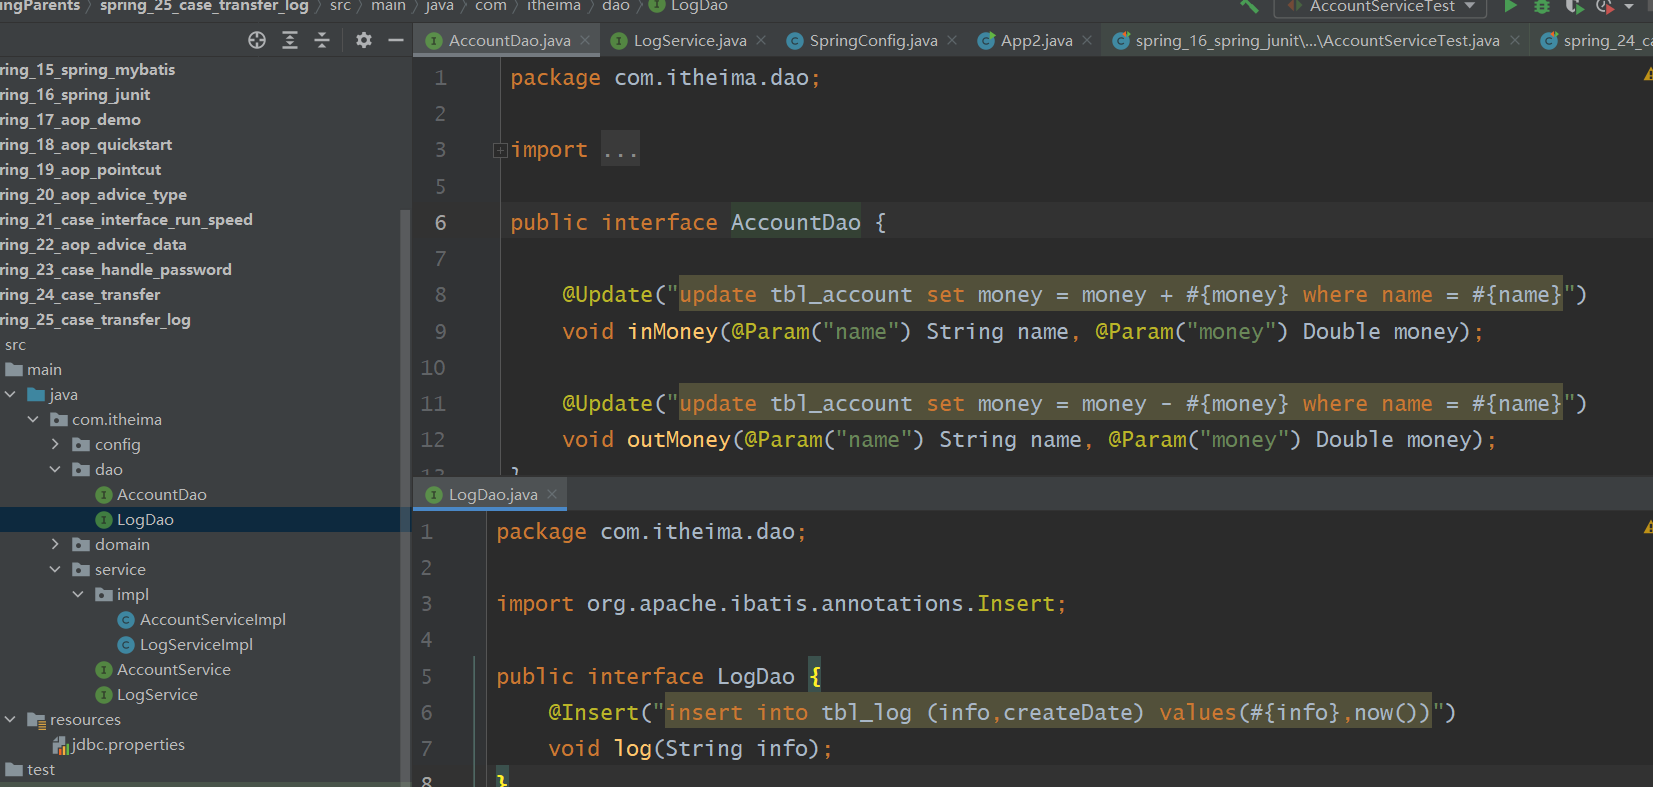 ingParents › spring_25_case_transfer_log › src › main › java › com › itheima › dao › LogDao
AccountServiceTest
AccountDao.java
LogService.java
SpringConfig.java
App2.java
spring_16_spring_junit\...\AccountServiceTest.java
spring_24_ca
ring_15_spring_mybatis
ring_16_spring_junit
ring_17_aop_demo
ring_18_aop_quickstart
ring_19_aop_pointcut
ring_20_aop_advice_type
ring_21_case_interface_run_speed
ring_22_aop_advice_data
ring_23_case_handle_password
ring_24_case_transfer
ring_25_case_transfer_log
src
main
java
com.itheima
config
dao
AccountDao
LogDao
domain
service
impl
AccountServiceImpl
LogServiceImpl
AccountService
LogService
resources
jdbc.properties
test
1 package com.itheima.dao;
2
3 import ...
5
6 public interface AccountDao {
7
8 @Update("update tbl_account set money = money + #{money} where name = #{name}")
9 void inMoney(@Param("name") String name, @Param("money") Double money);
10
11 @Update("update tbl_account set money = money - #{money} where name = #{name}")
12 void outMoney(@Param("name") String name, @Param("money") Double money);
13 }
LogDao.java
1 package com.itheima.dao;
2
3 import org.apache.ibatis.annotations.Insert;
4
5 public interface LogDao {
6 @Insert("insert into tbl_log (info,createDate) values(#{info},now())")
7 void log(String info);
8 }